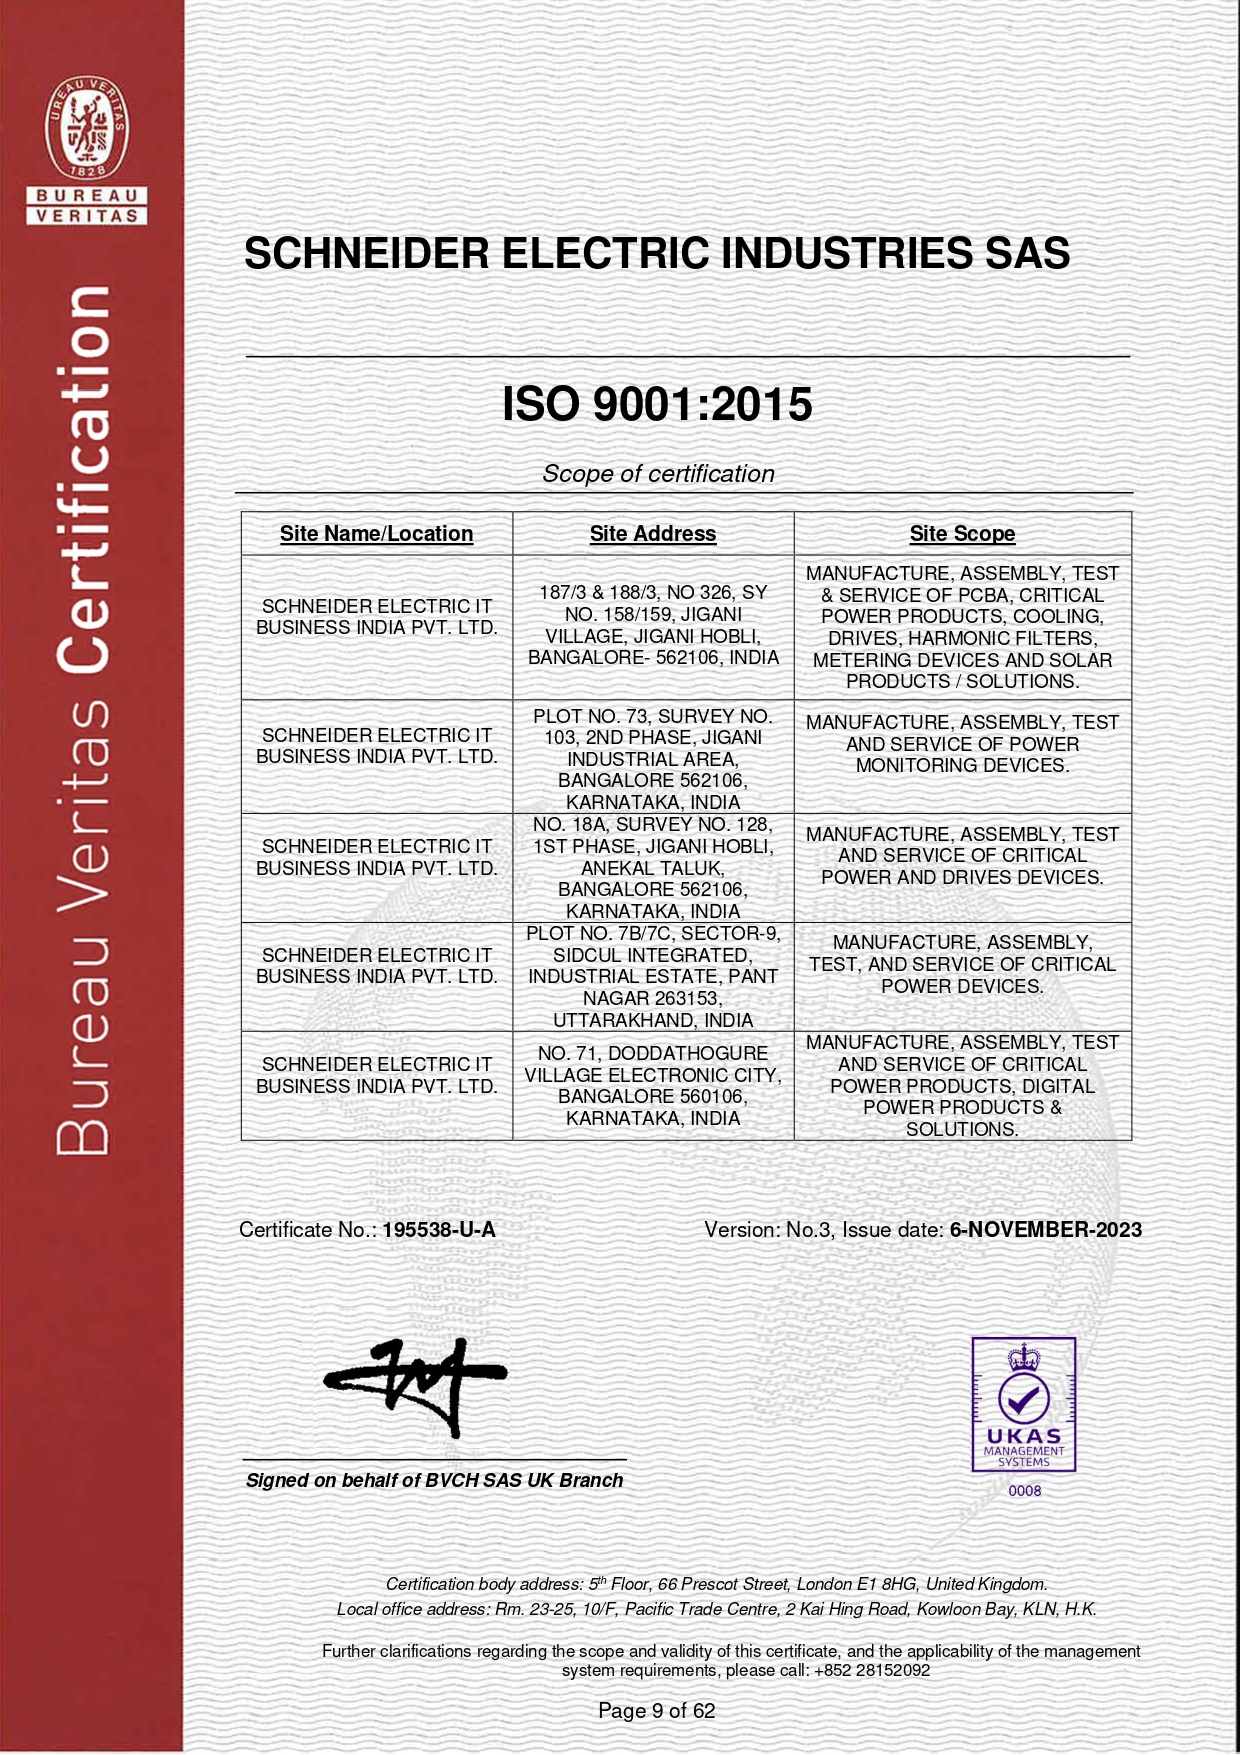 BUREAU VERITAS
1828
BUREAU
VERITAS
Bureau Veritas Certification
SCHNEIDER ELECTRIC INDUSTRIES SAS
ISO 9001:2015
Scope of certification
Site Name/Location
Site Address
Site Scope
SCHNEIDER ELECTRIC IT
BUSINESS INDIA PVT. LTD.
187/3 & 188/3, NO 326, SY
NO. 158/159, JIGANI
VILLAGE, JIGANI HOBLI,
BANGALORE- 562106, INDIA
MANUFACTURE, ASSEMBLY, TEST
& SERVICE OF PCBA, CRITICAL
POWER PRODUCTS, COOLING,
DRIVES, HARMONIC FILTERS,
METERING DEVICES AND SOLAR
PRODUCTS / SOLUTIONS.
SCHNEIDER ELECTRIC IT
BUSINESS INDIA PVT. LTD.
PLOT NO. 73, SURVEY NO.
103, 2ND PHASE, JIGANI
INDUSTRIAL AREA,
BANGALORE 562106,
KARNATAKA, INDIA
MANUFACTURE, ASSEMBLY, TEST
AND SERVICE OF POWER
MONITORING DEVICES.
SCHNEIDER ELECTRIC IT
BUSINESS INDIA PVT. LTD.
NO. 18A, SURVEY NO. 128,
1ST PHASE, JIGANI HOBLI,
ANEKAL TALUK,
BANGALORE 562106,
KARNATAKA, INDIA
MANUFACTURE, ASSEMBLY, TEST
AND SERVICE OF CRITICAL
POWER AND DRIVES DEVICES.
SCHNEIDER ELECTRIC IT
BUSINESS INDIA PVT. LTD.
PLOT NO. 7B/7C, SECTOR-9,
SIDCUL INTEGRATED,
INDUSTRIAL ESTATE, PANT
NAGAR 263153,
UTTARAKHAND, INDIA
MANUFACTURE, ASSEMBLY,
TEST, AND SERVICE OF CRITICAL
POWER DEVICES.
SCHNEIDER ELECTRIC IT
BUSINESS INDIA PVT. LTD.
NO. 71, DODDATHOGURE
VILLAGE ELECTRONIC CITY,
BANGALORE 560106,
KARNATAKA, INDIA
MANUFACTURE, ASSEMBLY, TEST
AND SERVICE OF CRITICAL
POWER PRODUCTS, DIGITAL
POWER PRODUCTS &
SOLUTIONS.
Certificate No.: 195538-U-A
Version: No.3, Issue date: 6-NOVEMBER-2023
Signed on behalf of BVCH SAS UK Branch
UKAS
MANAGEMENT
SYSTEMS
0008
Certification body address: 5th Floor, 66 Prescot Street, London E1 8HG, United Kingdom.
Local office address: Rm. 23-25, 10/F, Pacific Trade Centre, 2 Kai Hing Road, Kowloon Bay, KLN, H.K.
Further clarifications regarding the scope and validity of this certificate, and the applicability of the management
system requirements, please call: +852 28152092
Page 9 of 62